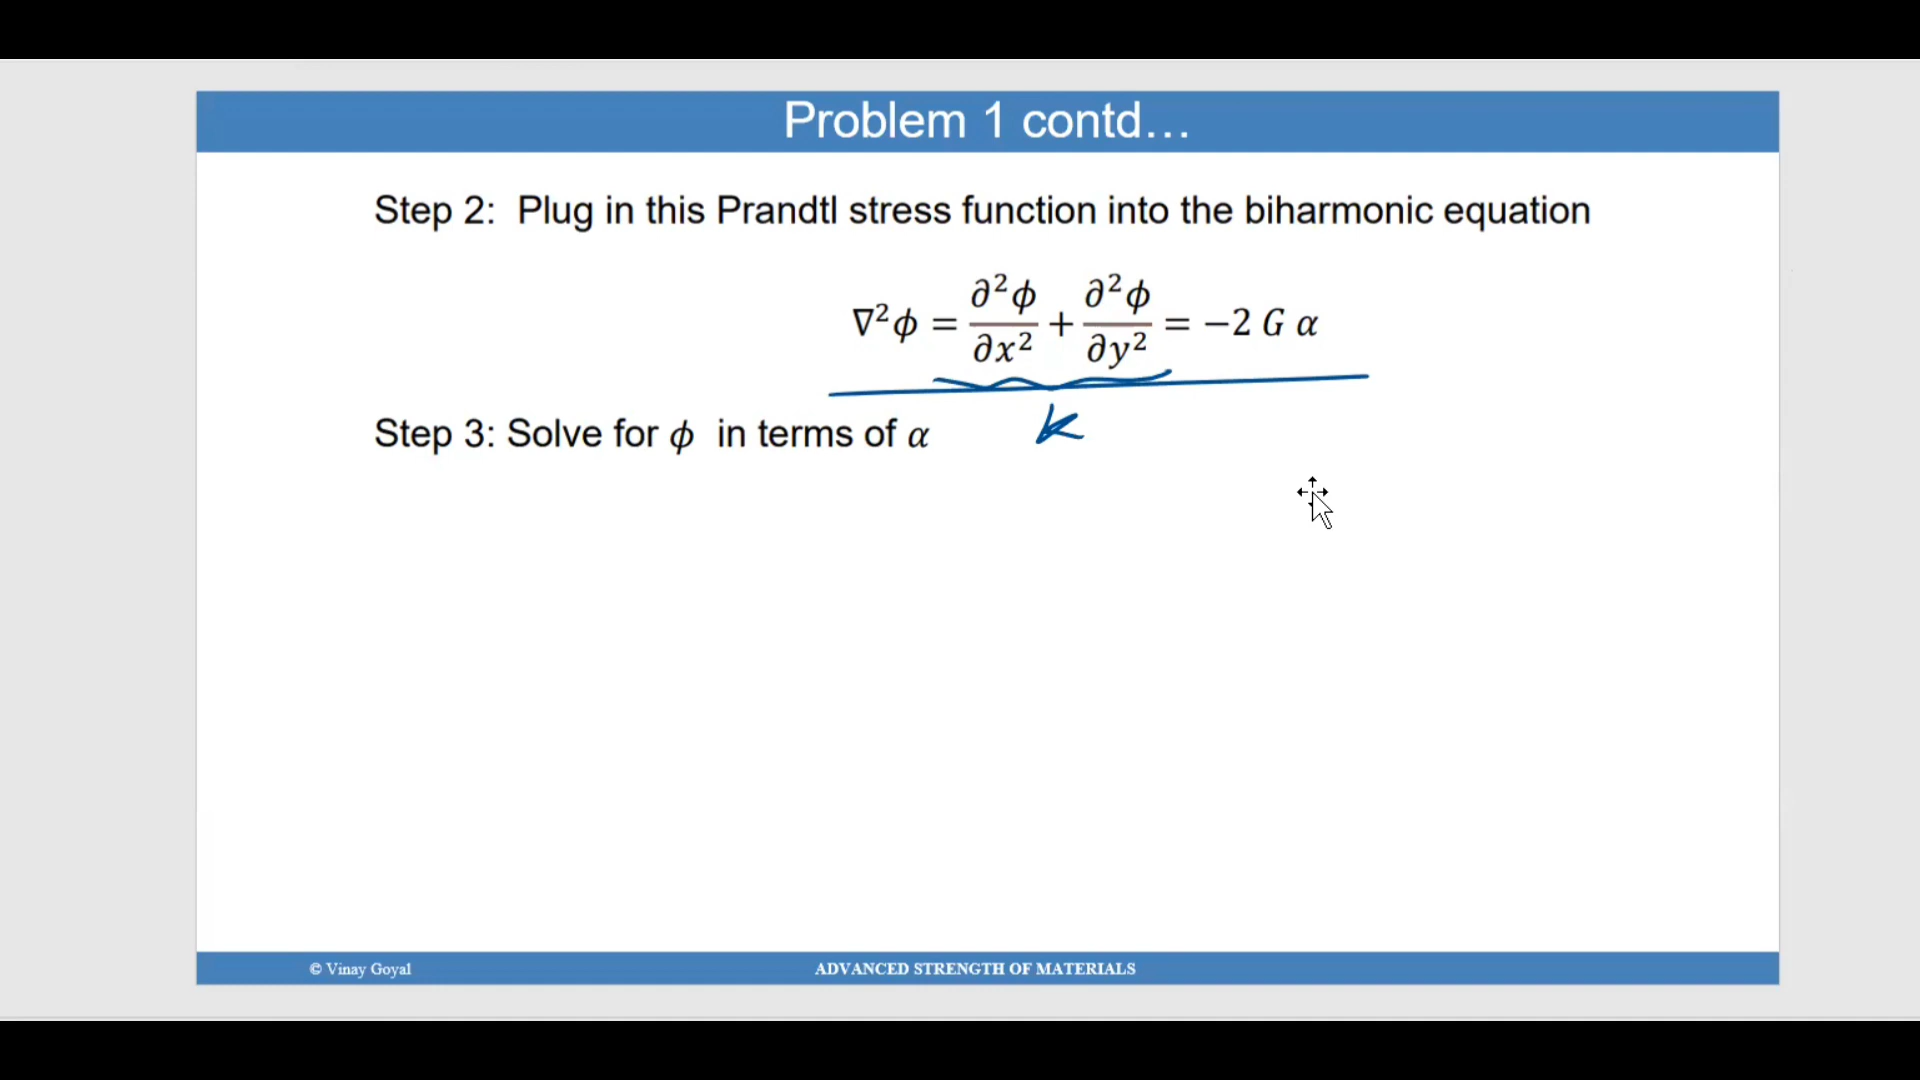 Problem 1 contd…
Step 2: Plug in this Prandtl stress function into the biharmonic equation
∇²ϕ = ∂²ϕ/∂x² + ∂²ϕ/∂y² = −2 G α
k
Step 3: Solve for ϕ in terms of α
© Vinay Goyal
ADVANCED STRENGTH OF MATERIALS